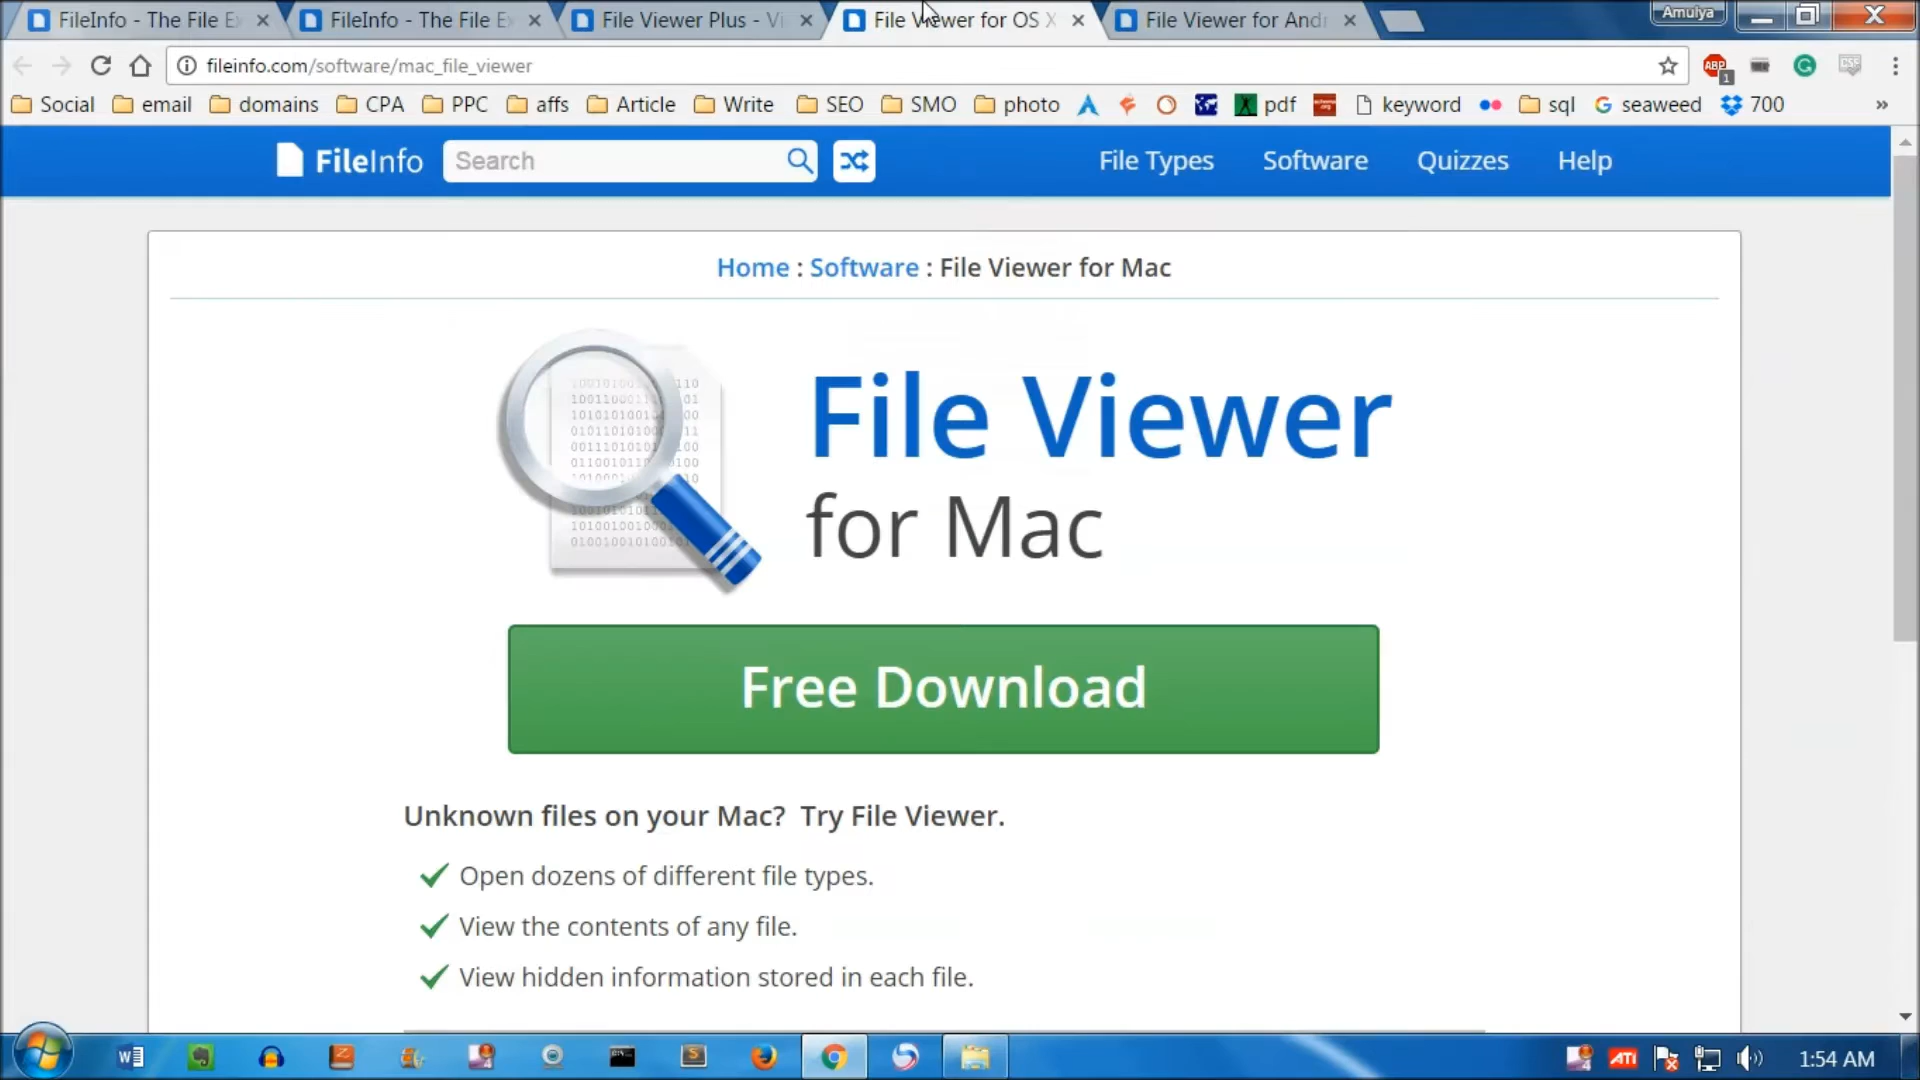 FileInfo - The File E
FileInfo - The File E
File Viewer Plus - Vi
File Viewer for OS X
File Viewer for Andr
Amulya
fileinfo.com/software/mac_file_viewer
ABP
1
CSS
Social
email
domains
CPA
PPC
affs
Article
Write
SEO
SMO
photo
pdf
keyword
sql
seaweed
700
»
FileInfo
Search
File Types
Software
Quizzes
Help
Home : Software : File Viewer for Mac
File Viewer
for Mac
Free Download
Unknown files on your Mac? Try File Viewer.
Open dozens of different file types.
View the contents of any file.
View hidden information stored in each file.
ATI
1:54 AM